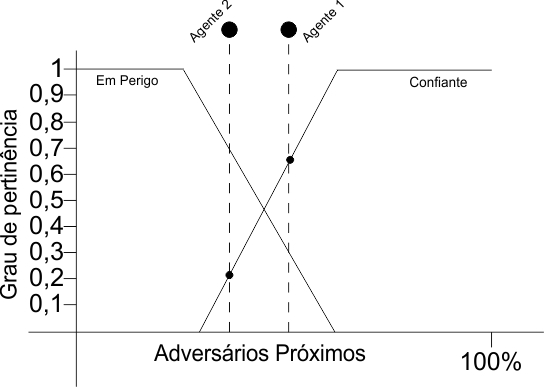 Agente 2
Agente 1
1
Em Perigo
Confiante
0,9
0,8
0,7
0,6
0,5
0,4
0,3
0,2
0,1
Grau de pertinência
Adversários Próximos
100%